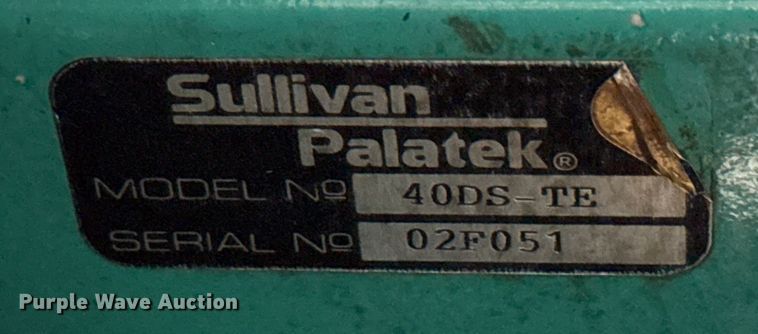 Sullivan
Palatek®
MODEL Nº 40DS-TE
SERIAL Nº 02F051
Purple Wave Auction